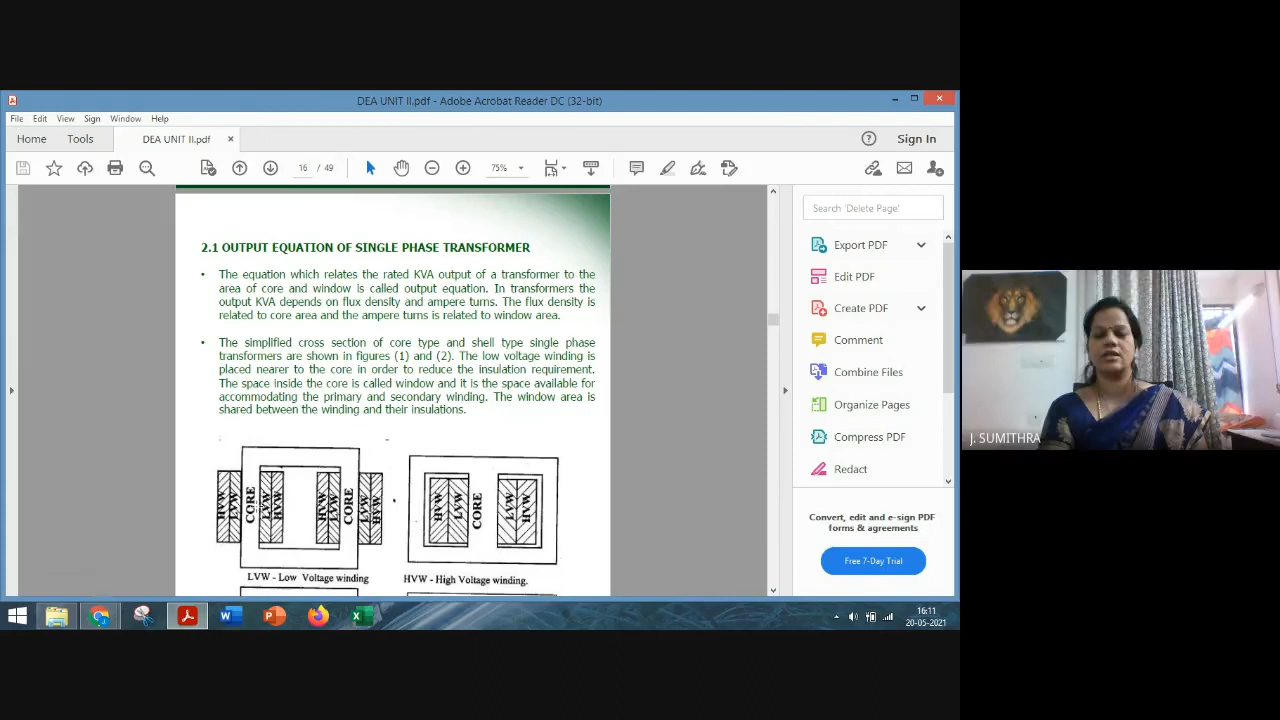 DEA UNIT II.pdf - Adobe Acrobat Reader DC (32-bit)
File Edit View Sign Window Help
Home Tools DEA UNIT II.pdf × Sign In
16 / 49 75%
Search 'Delete Page'
Export PDF
Edit PDF
Create PDF
Comment
Combine Files
Organize Pages
Compress PDF
Redact
Convert, edit and e-sign PDF
forms & agreements
Free 7-Day Trial
2.1 OUTPUT EQUATION OF SINGLE PHASE TRANSFORMER
• The equation which relates the rated KVA output of a transformer to the
area of core and window is called output equation. In transformers the
output KVA depends on flux density and ampere turns. The flux density is
related to core area and the ampere turns is related to window area.
• The simplified cross section of core type and shell type single phase
transformers are shown in figures (1) and (2). The low voltage winding is
placed nearer to the core in order to reduce the insulation requirement.
The space inside the core is called window and it is the space available for
accommodating the primary and secondary winding. The window area is
shared between the winding and their insulations.
HVW LVW CORE LVW HVW HVW LVW CORE LVW HVW
HVW LVW CORE LVW HVW
LVW - Low Voltage winding
HVW - High Voltage winding.
J. SUMITHRA
16:11
20-05-2021